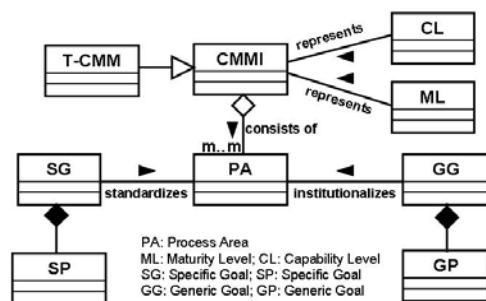 CL
represents
T-CMM
CMMI
represents
ML
consists of
m..m
SG
PA
GG
standardizes
institutionalizes
PA: Process Area
ML: Maturity Level; CL: Capability Level
SG: Specific Goal; SP: Specific Goal
GG: Generic Goal; GP: Generic Goal
SP
GP